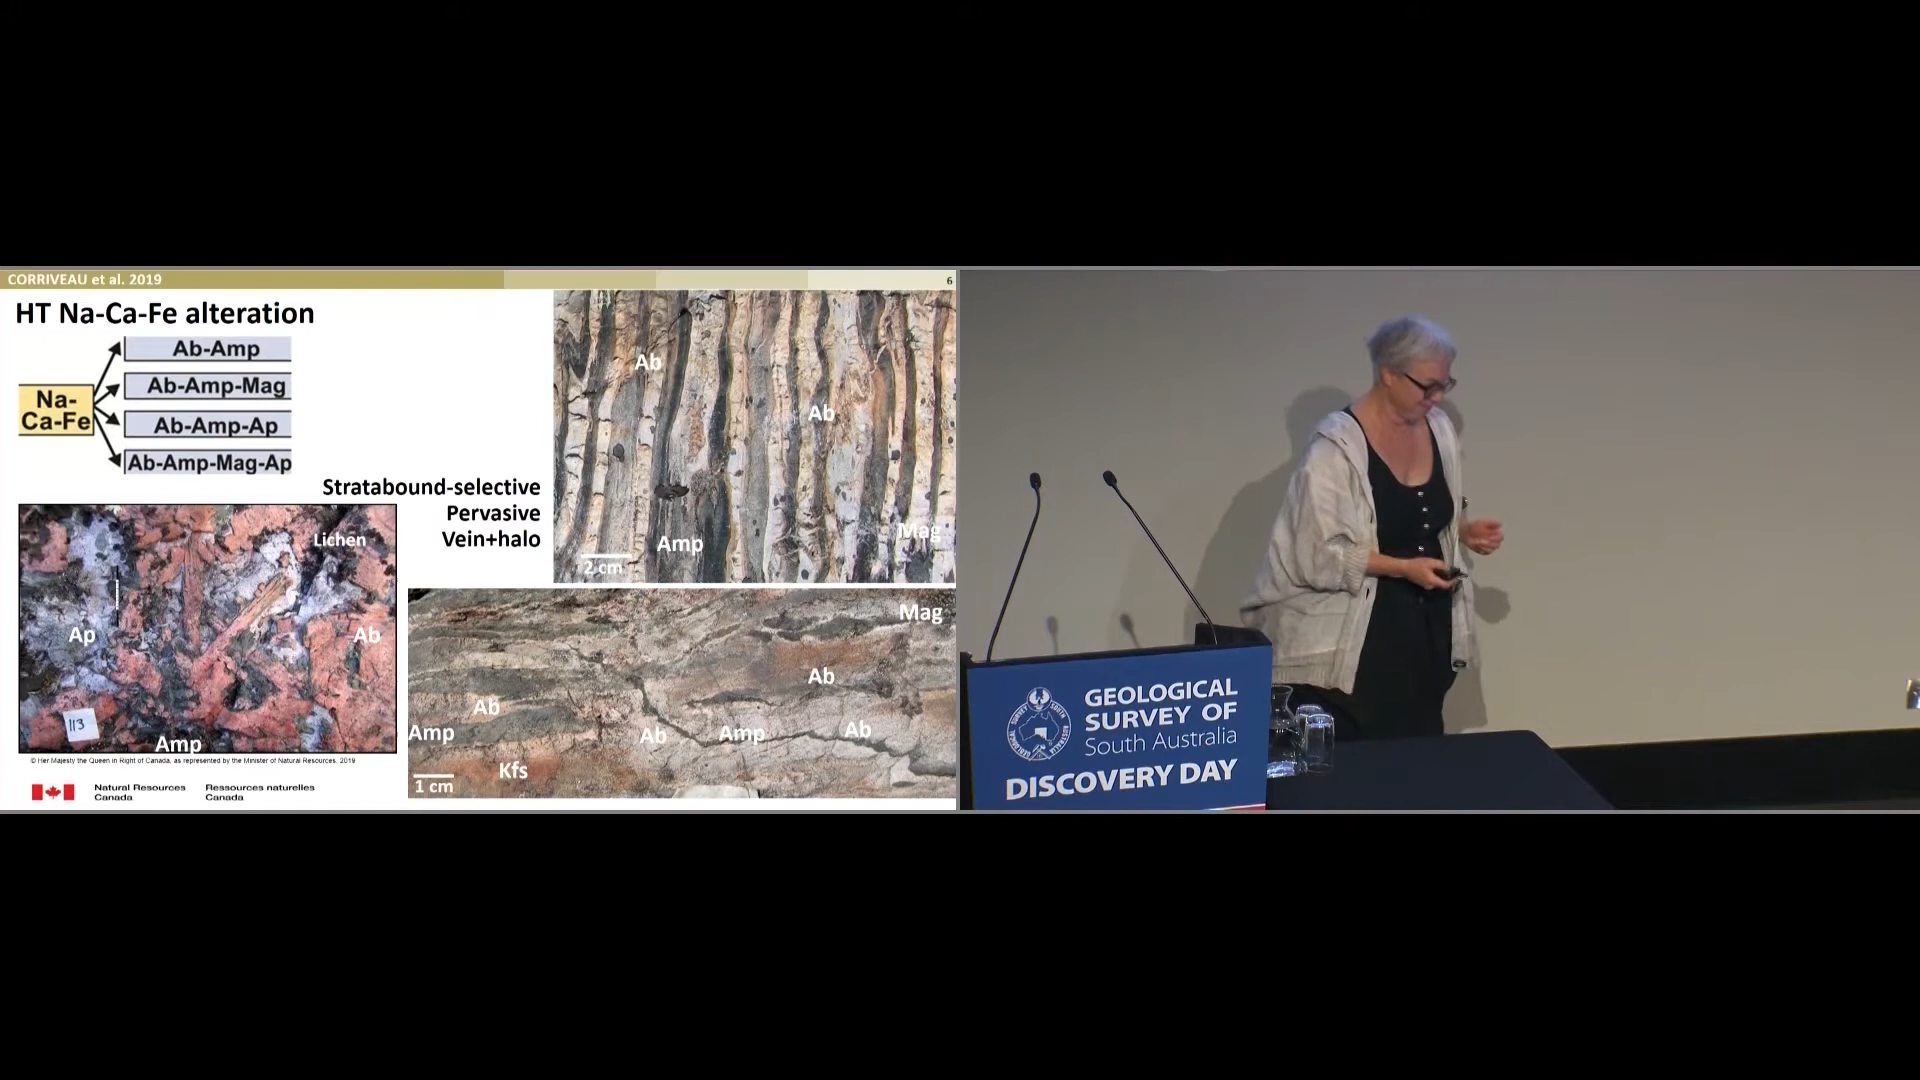 CORRIVEAU et al. 2019
6
HT Na-Ca-Fe alteration
Na-
Ca-Fe
Ab-Amp
Ab-Amp-Mag
Ab-Amp-Ap
Ab-Amp-Mag-Ap
Stratabound-selective
Pervasive
Vein+halo
Ab
Ab
Mag
Amp
2 cm
Lichen
Ap
Ab
113
Amp
Mag
Ab
Ab
Amp
Ab
Amp
Ab
Kfs
1 cm
© Her Majesty the Queen in Right of Canada, as represented by the Minister of Natural Resources, 2019
Natural Resources
Canada
Ressources naturelles
Canada
GEOLOGICAL
SURVEY OF
South Australia
DISCOVERY DAY